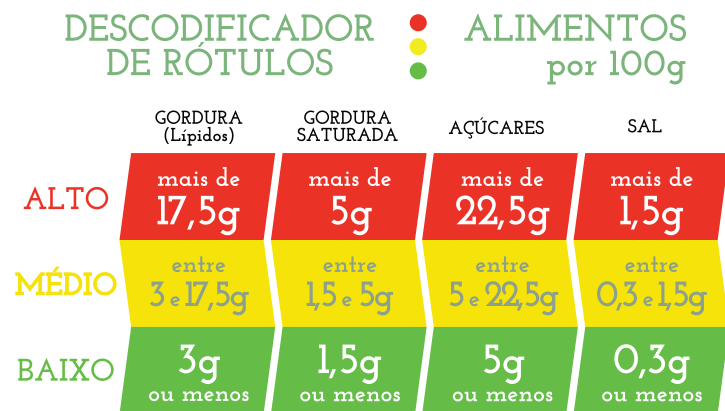 DESCODIFICADOR
DE RÓTULOS
ALIMENTOS
por 100g
GORDURA
(Lípidos)
GORDURA
SATURADA
AÇÚCARES
SAL
ALTO
mais de
17,5g
mais de
5g
mais de
22,5g
mais de
1,5g
MÉDIO
entre
3 e 17,5g
entre
1,5 e 5g
entre
5 e 22,5g
entre
0,3 e 1,5g
BAIXO
3g
ou menos
1,5g
ou menos
5g
ou menos
0,3g
ou menos